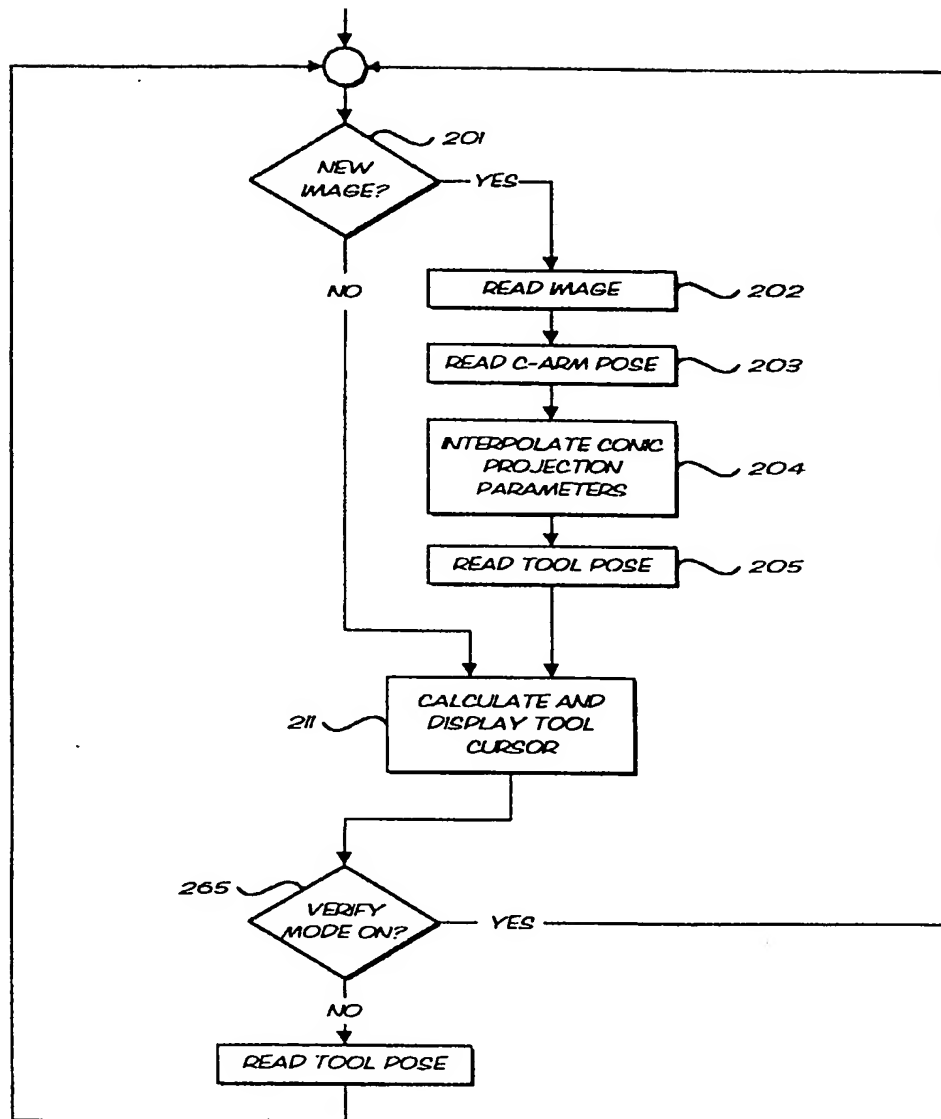 201
NEW
IMAGE?
YES
NO
READ IMAGE
202
READ C-ARM POSE
203
INTERPOLATE CONIC
PROJECTION
PARAMETERS
204
READ TOOL POSE
205
CALCULATE AND
DISPLAY TOOL
CURSOR
211
265
VERIFY
MODE ON?
YES
NO
READ TOOL POSE